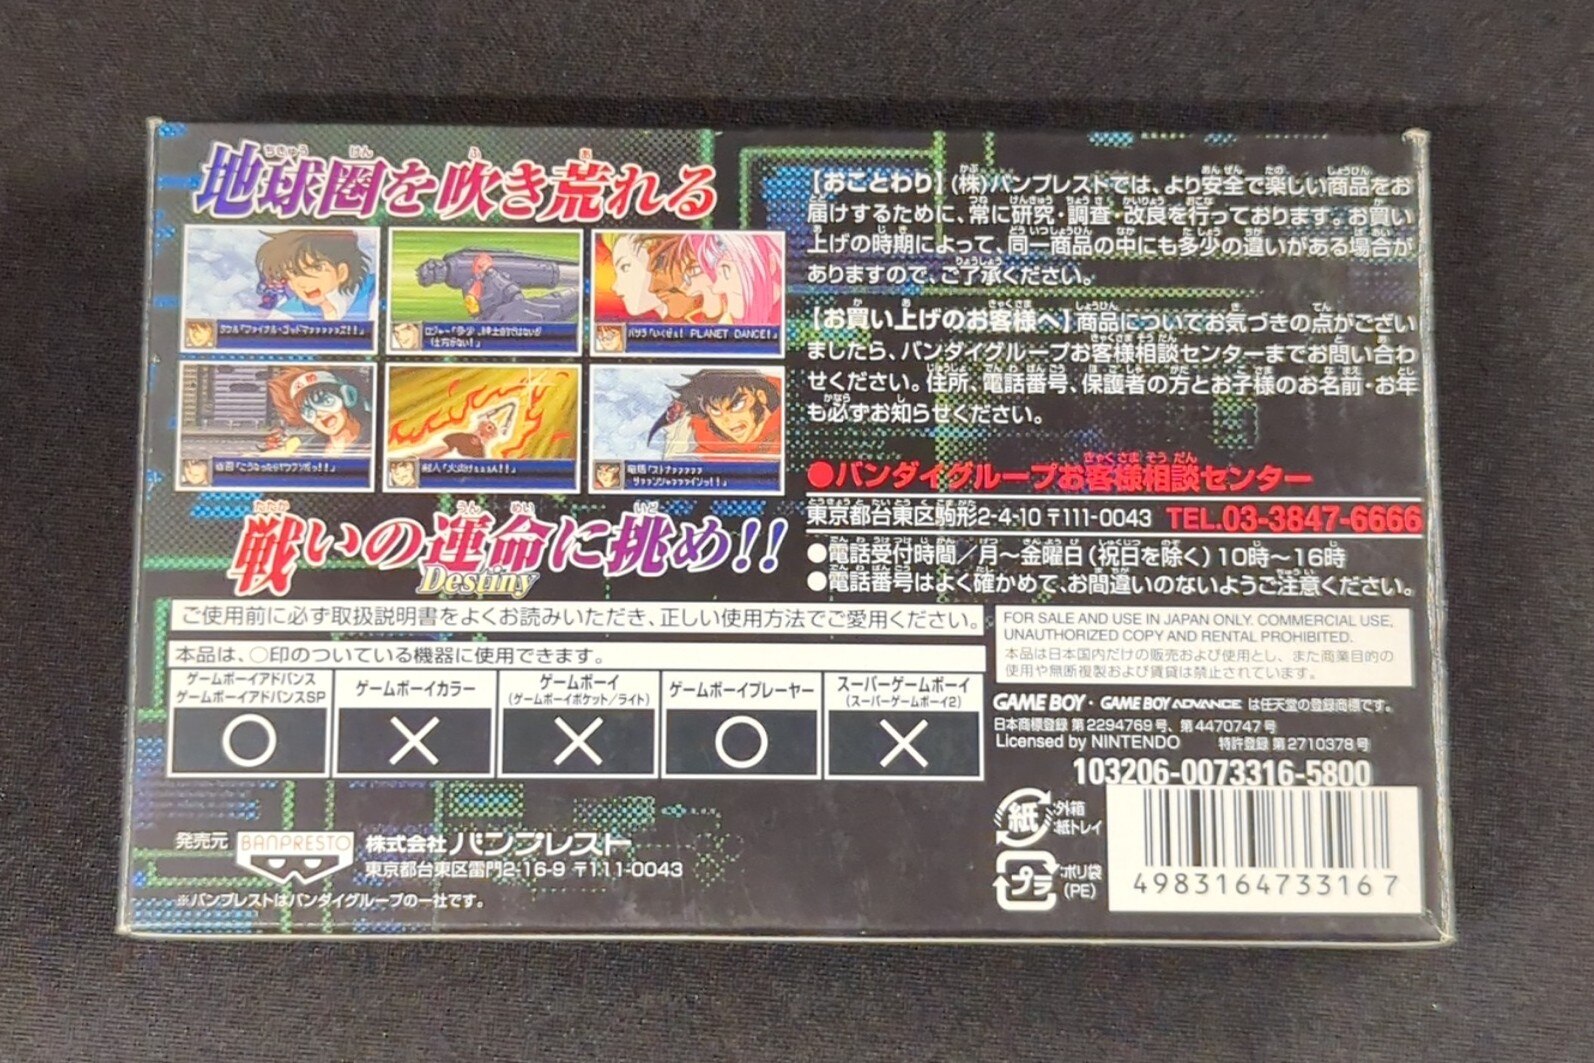 地球圏を吹き荒れる
タケル「ファイナル・ゴッドマァァァァァズ!!」
バサラ「いくぜぇ! PLANET DANCE!」
戦いの運命に挑め!!
Destiny
【おことわり】(株)バンプレストでは、より安全で楽しい商品をお
届けするために、常に研究・調査・改良を行っております。お買い
上げの時期によって、同一商品の中にも多少の違いがある場合が
ありますので、ご了承ください。
【お買い上げのお客様へ】商品についてお気づきの点がござい
ましたら、バンダイグループお客様相談センターまでお問い合わ
せください。住所、電話番号、保護者の方とお子様のお名前・お年
も必ずお知らせください。
●バンダイグループお客様相談センター
東京都台東区駒形2-4-10 〒111-0043 TEL.03-3847-6666
●電話受付時間／月〜金曜日(祝日を除く)10時〜16時
●電話番号はよく確かめて、お間違いのないようご注意ください。
ご使用前に必ず取扱説明書をよくお読みいただき、正しい使用方法でご愛用ください。
本品は、○印のついている機器に使用できます。
ゲームボーイアドバンス
ゲームボーイアドバンスSP
ゲームボーイカラー
ゲームボーイ
(ゲームボーイポケット/ライト)
ゲームボーイプレーヤー
スーパーゲームボーイ
(スーパーゲームボーイ2)
○ × × ○ ×
FOR SALE AND USE IN JAPAN ONLY. COMMERCIAL USE,
UNAUTHORIZED COPY AND RENTAL PROHIBITED.
本品は日本国内だけの販売および使用とし、また商業目的の
使用や無断複製および賃貸は禁止されています。
GAME BOY・GAME BOY ADVANCE は任天堂の登録商標です。
日本商標登録 第2294769号、第4470747号
Licensed by NINTENDO 特許登録 第2710378号
103206-0073316-5800
紙
外箱
紙トレイ
プラ
ポリ袋
(PE)
4983164733167
発売元 BANPRESTO 株式会社バンプレスト
東京都台東区雷門2-16-9 〒111-0043
※バンプレストはバンダイグループの一社です。